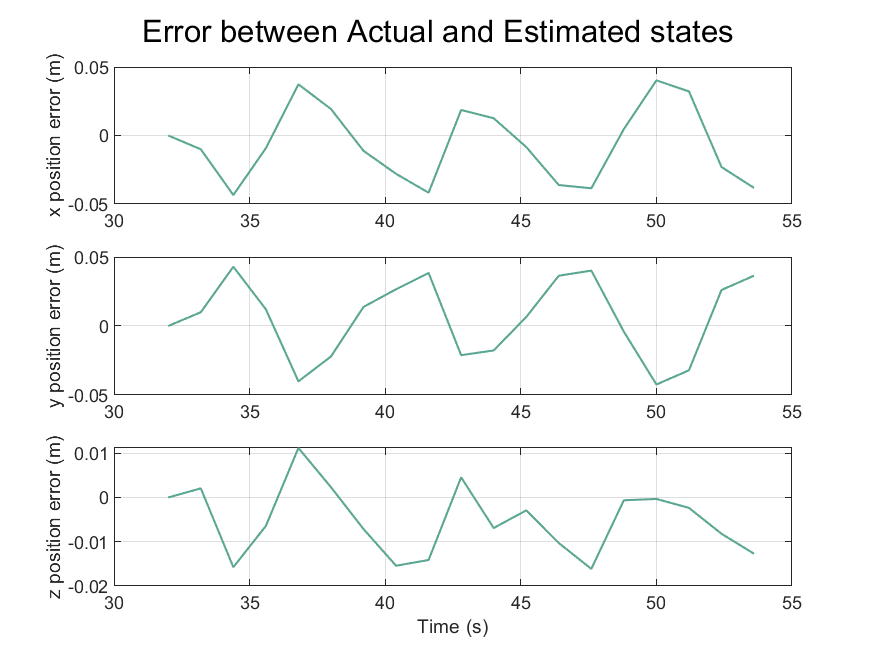 Error between Actual and Estimated states
x position error (m)
0.05
0
-0.05
30 35 40 45 50 55
y position error (m)
0.05
0
-0.05
30 35 40 45 50 55
z position error (m)
0.01
0
-0.01
-0.02
30 35 40 45 50 55
Time (s)